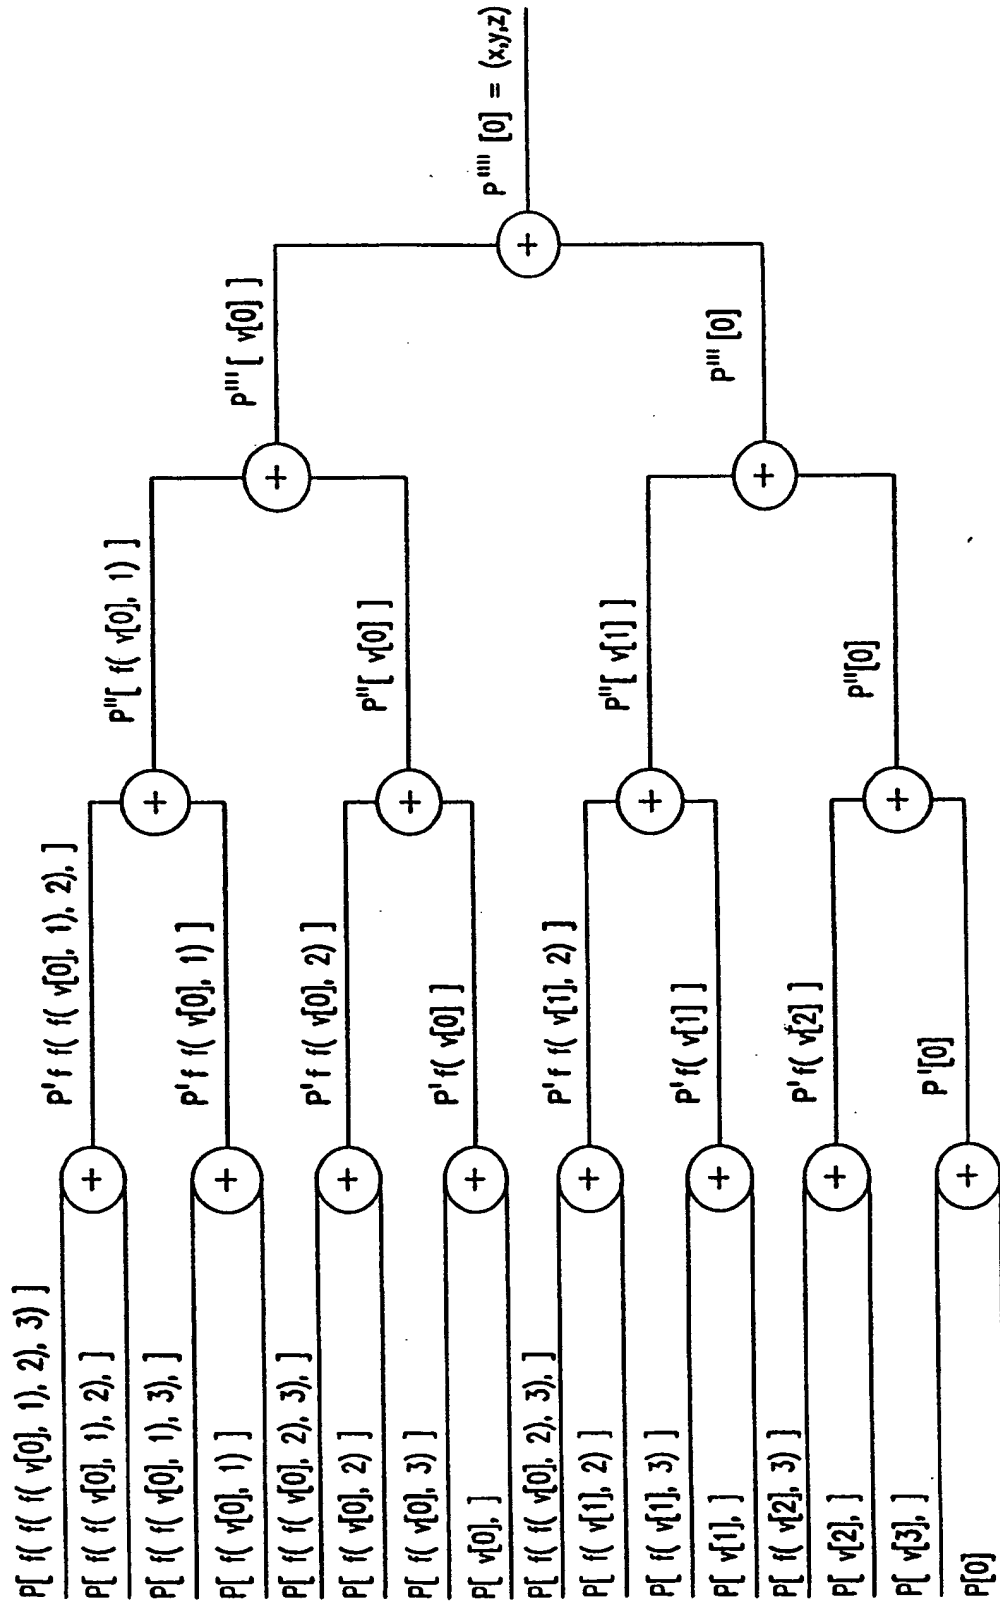 P[ f( f( f( v[0], 1), 2), 3) ]
P[ f( f( v[0], 1), 2), ]
P[ f( f( v[0], 1), 3), ]
P[ f( v[0], 1) ]
P[ f( f( v[0], 2), 3), ]
P[ f( v[0], 2) ]
P[ f( v[0], 3) ]
P[ v[0], ]
P[ f( f( v[0], 2), 3), ]
P[ f( v[1], 2) ]
P[ f( v[1], 3) ]
P[ v[1], ]
P[ f( v[2], 3) ]
P[ v[2], ]
P[ v[3], ]
P[0]
+
+
+
+
+
+
+
+
P'f f( f( v[0], 1), 2), ]
P'f f( v[0], 1) ]
P'f f( v[0], 2) ]
P'f( v[0] ]
P'f f( v[1], 2) ]
P'f( v[1] ]
P'f( v[2] ]
P'[0]
+
+
+
+
P''[ f( v[0], 1) ]
P''[ v[0] ]
P''[ v[1] ]
P''[0]
+
+
P'''[ v[0] ]
P'''[0]
+
P'''' [0] = (x,y,z)